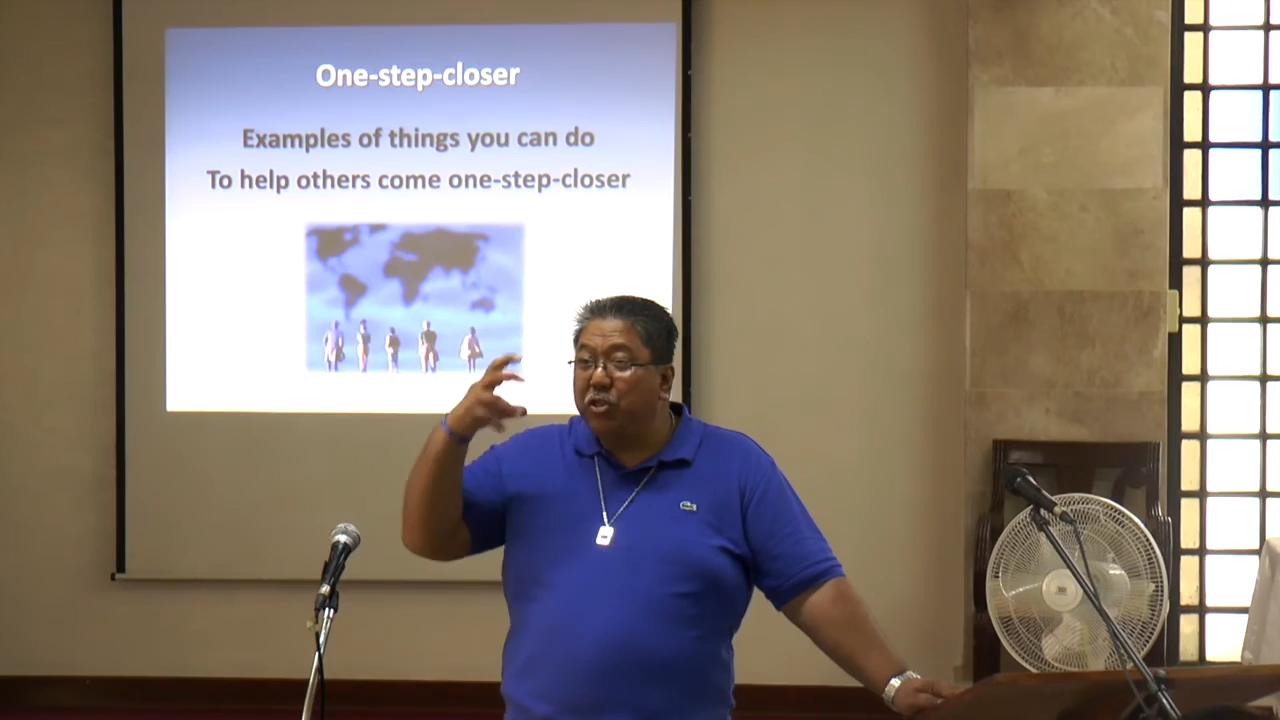 One-step-closer
Examples of things you can do
To help others come one-step-closer